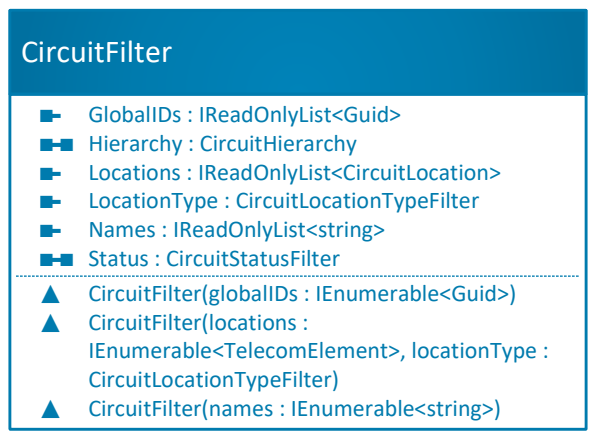 CircuitFilter
GlobalIDs : IReadOnlyList<Guid>
Hierarchy : CircuitHierarchy
Locations : IReadOnlyList<CircuitLocation>
LocationType : CircuitLocationTypeFilter
Names : IReadOnlyList<string>
Status : CircuitStatusFilter
CircuitFilter(globalIDs : IEnumerable<Guid>)
CircuitFilter(locations :
IEnumerable<TelecomElement>, locationType :
CircuitLocationTypeFilter)
CircuitFilter(names : IEnumerable<string>)